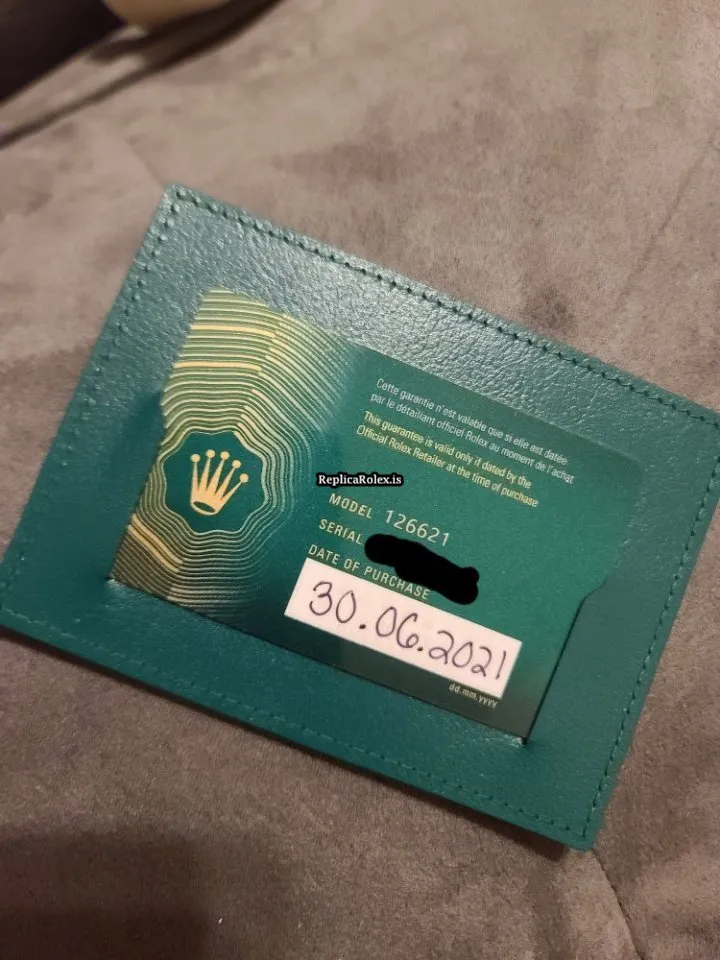 Cette garantie n'est valable que si elle est datée
par le détaillant officiel Rolex au moment de l'achat
This guarantee is valid only if dated by the
Official Rolex Retailer at the time of purchase
ReplicaRolex.is
MODEL 126621
SERIAL
DATE OF PURCHASE
30.06.2021
dd.mm.yyyy